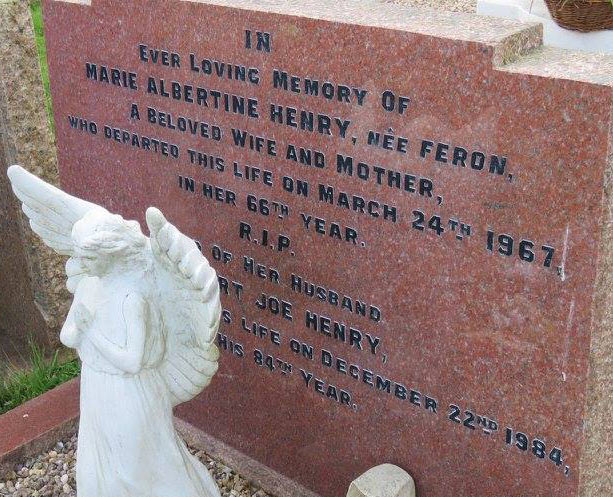 IN
EVER LOVING MEMORY OF
MARIE ALBERTINE HENRY, NÊE FERON,
A BELOVED WIFE AND MOTHER,
WHO DEPARTED THIS LIFE ON MARCH 24TH 1967,
IN HER 66TH YEAR.
R.I.P.
OF HER HUSBAND
JOE HENRY,
LIFE ON DECEMBER 22ND 1984,
HIS 84TH YEAR.